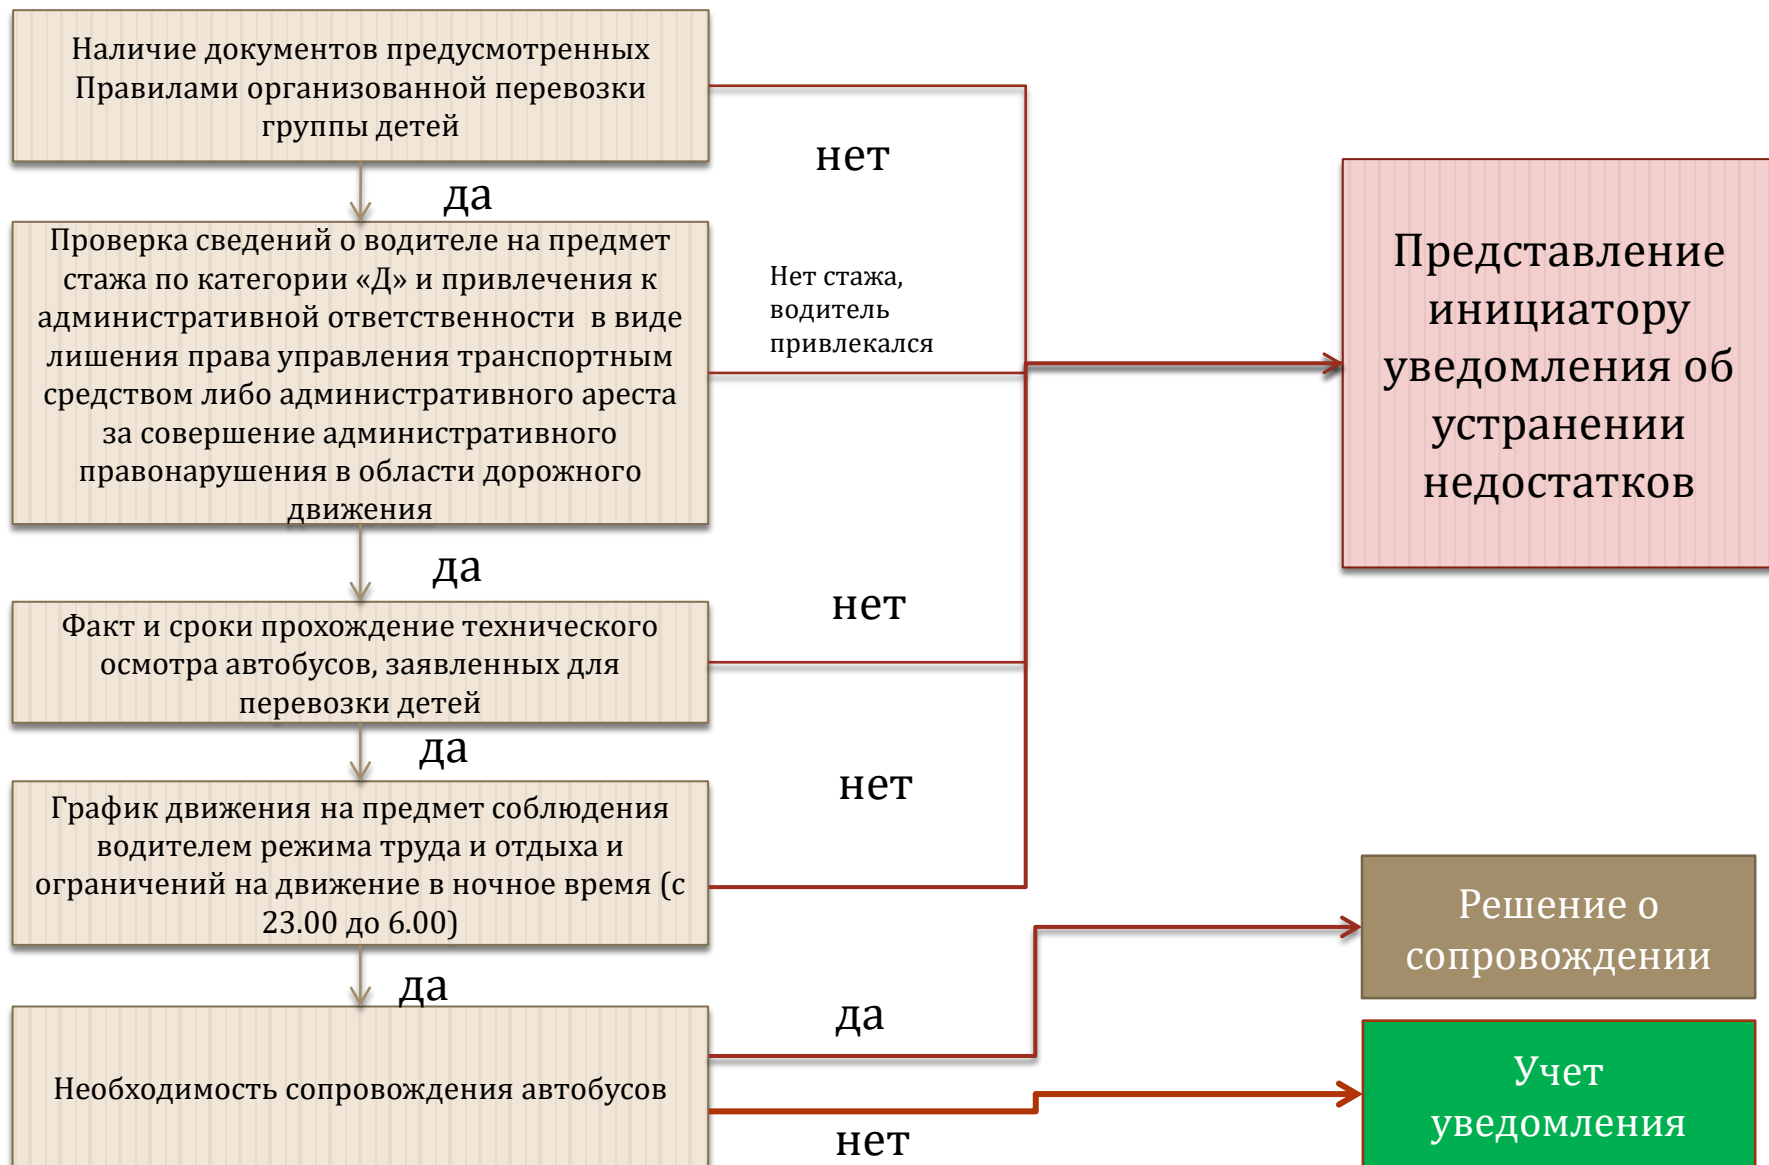 Наличие документов предусмотренных
Правилами организованной перевозки
группы детей
нет
да
Проверка сведений о водителе на предмет
стажа по категории «Д» и привлечения к
административной ответственности  в виде
лишения права управления транспортным
средством либо административного ареста
за совершение административного
правонарушения в области дорожного
движения
Нет стажа,
водитель
привлекался
Представление
инициатору
уведомления об
устранении
недостатков
да
Факт и сроки прохождение технического
осмотра автобусов, заявленных для
перевозки детей
нет
да
График движения на предмет соблюдения
водителем режима труда и отдыха и
ограничений на движение в ночное время (с
23.00 до 6.00)
нет
да
Необходимость сопровождения автобусов
да
Решение о
сопровождении
нет
Учет
уведомления